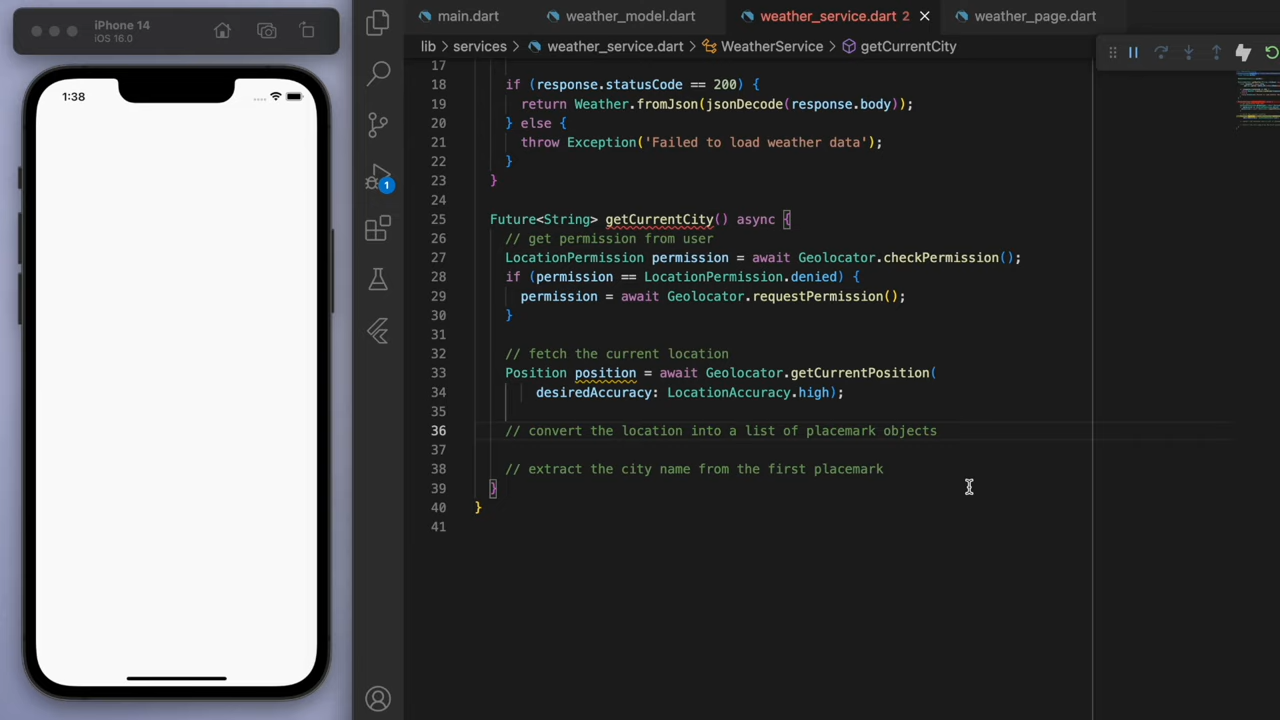 iPhone 14
iOS 16.0
1:38
1
main.dart
weather_model.dart
weather_service.dart 2
weather_page.dart
lib > services > weather_service.dart > WeatherService > getCurrentCity
17
18 if (response.statusCode == 200) {
19 return Weather.fromJson(jsonDecode(response.body));
20 } else {
21 throw Exception('Failed to load weather data');
22 }
23 }
24
25 Future<String> getCurrentCity() async {
26 // get permission from user
27 LocationPermission permission = await Geolocator.checkPermission();
28 if (permission == LocationPermission.denied) {
29 permission = await Geolocator.requestPermission();
30 }
31
32 // fetch the current location
33 Position position = await Geolocator.getCurrentPosition(
34 desiredAccuracy: LocationAccuracy.high);
35
36 // convert the location into a list of placemark objects
37
38 // extract the city name from the first placemark
39 }
40 }
41